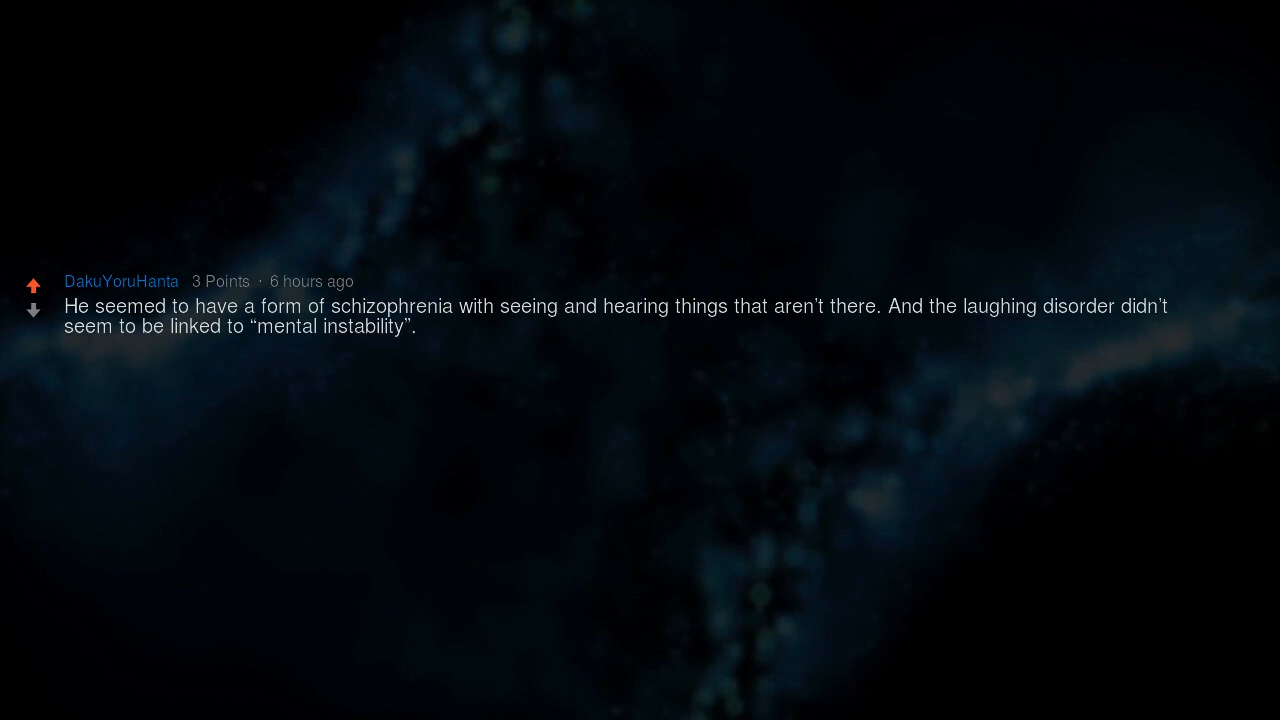 DakuYoruHanta 3 Points · 6 hours ago
He seemed to have a form of schizophrenia with seeing and hearing things that aren’t there. And the laughing disorder didn’t
seem to be linked to “mental instability”.